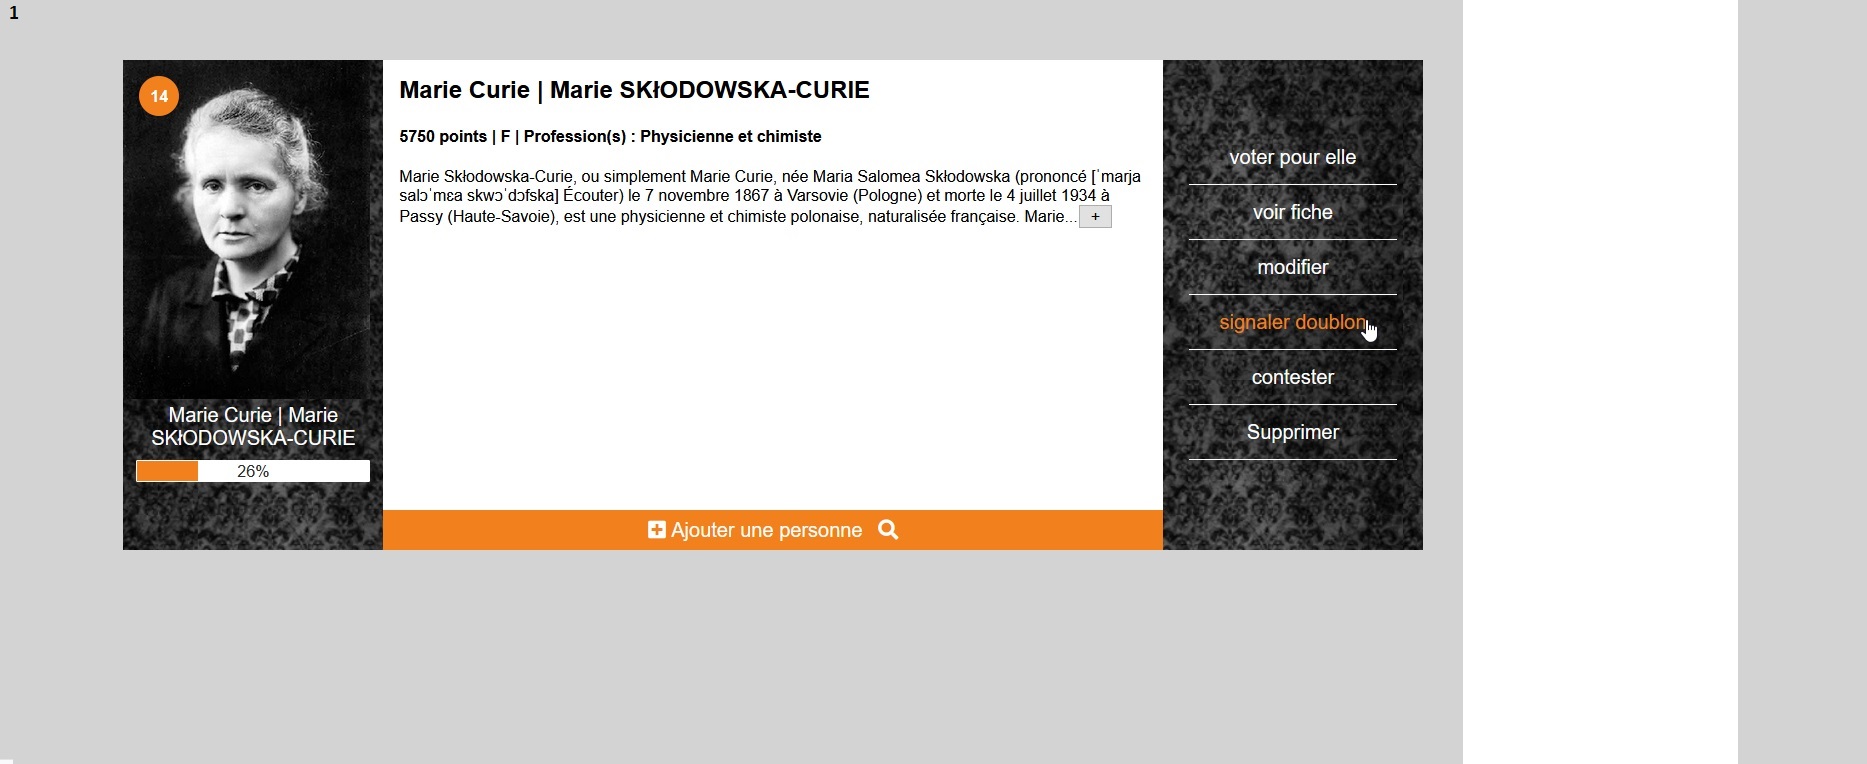 1
14
Marie Curie | Marie
SKłODOWSKA-CURIE
26%
Marie Curie | Marie SKłODOWSKA-CURIE
5750 points | F | Profession(s) : Physicienne et chimiste
Marie Skłodowska-Curie, ou simplement Marie Curie, née Maria Salomea Skłodowska (prononcé [ˈmarja
salɔˈmɛa skwɔˈdɔfska] Écouter) le 7 novembre 1867 à Varsovie (Pologne) et morte le 4 juillet 1934 à
Passy (Haute-Savoie), est une physicienne et chimiste polonaise, naturalisée française. Marie... +
Ajouter une personne
voter pour elle
voir fiche
modifier
signaler doublon
contester
Supprimer